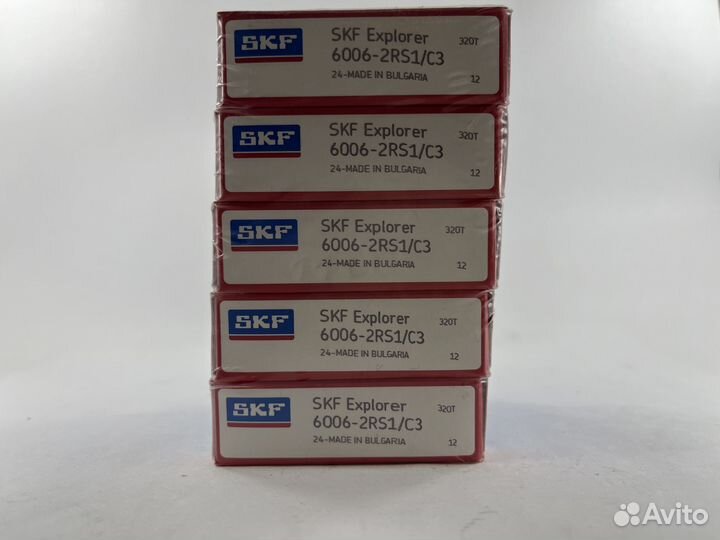 SKF
SKF Explorer 320T
6006-2RS1/C3
24-MADE IN BULGARIA 12
SKF
SKF Explorer 320T
6006-2RS1/C3
24-MADE IN BULGARIA 12
SKF
SKF Explorer 320T
6006-2RS1/C3
24-MADE IN BULGARIA 12
SKF
SKF Explorer 320T
6006-2RS1/C3
24-MADE IN BULGARIA 12
SKF
SKF Explorer 320T
6006-2RS1/C3
24-MADE IN BULGARIA 12
Avito